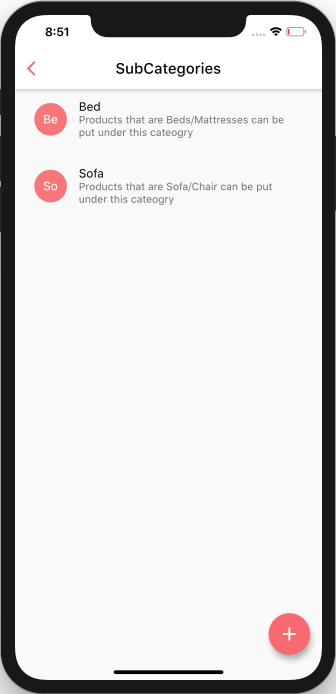 8:51
SubCategories
Be
Bed
Products that are Beds/Mattresses can be
put under this cateogry
So
Sofa
Products that are Sofa/Chair can be put
under this cateogry
+